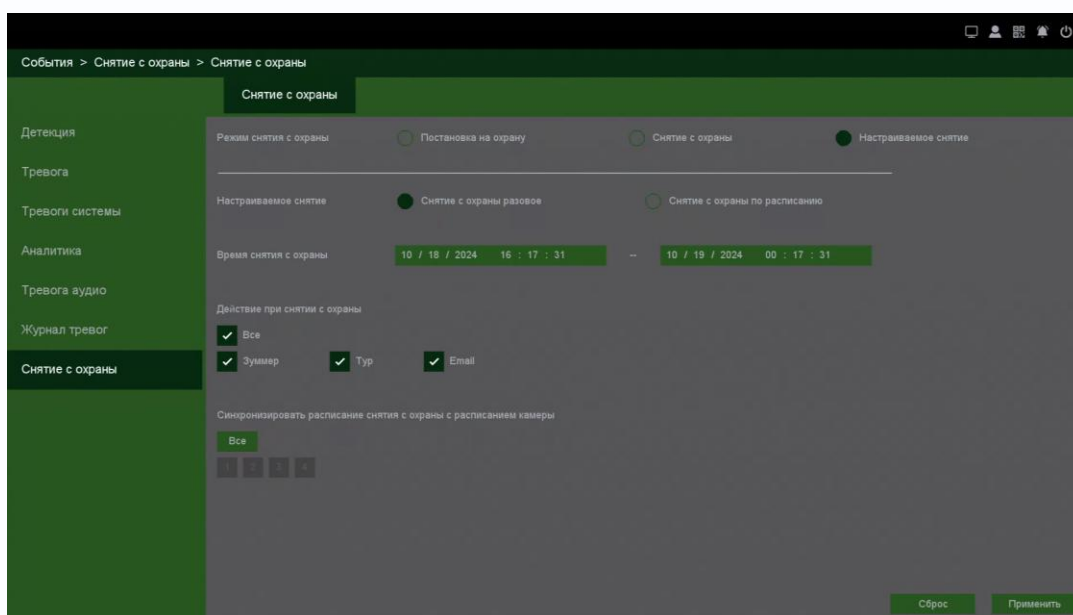 События > Снятие с охраны > Снятие с охраны
Снятие с охраны
Детекция
Тревога
Тревоги системы
Аналитика
Тревога аудио
Журнал тревог
Снятие с охраны
Режим снятия с охраны Постановка на охрану Снятие с охраны Настраиваемое снятие
Настраиваемое снятие Снятие с охраны разовое Снятие с охраны по расписанию
Время снятия с охраны 10 / 18 / 2024 16 : 17 : 31 – 10 / 19 / 2024 00 : 17 : 31
Действие при снятии с охраны
Все
Зуммер Тур Email
Синхронизировать расписание снятия с охраны с расписанием камеры
Все
1 2 3 4
Сброс Применить